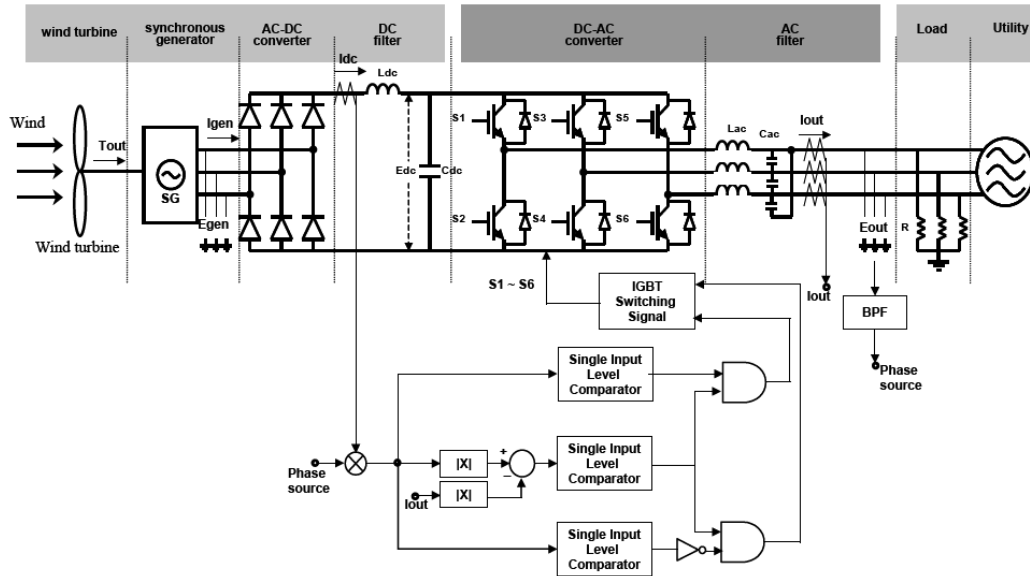 wind turbine
synchronous
generator
AC-DC
converter
DC
filter
DC-AC
converter
AC
filter
Load
Utility
Idc
Ldc
Wind
Tout
Igen
SG
Egen
Wind turbine
Edc
Cdc
S1
S3
S5
S2
S4
S6
Lac
Cac
Iout
Eout
R
S1 ~ S6
IGBT
Switching
Signal
Iout
BPF
Phase
source
Single Input
Level
Comparator
Phase
source
|X|
+
−
Single Input
Level
Comparator
Iout
|X|
Single Input
Level
Comparator